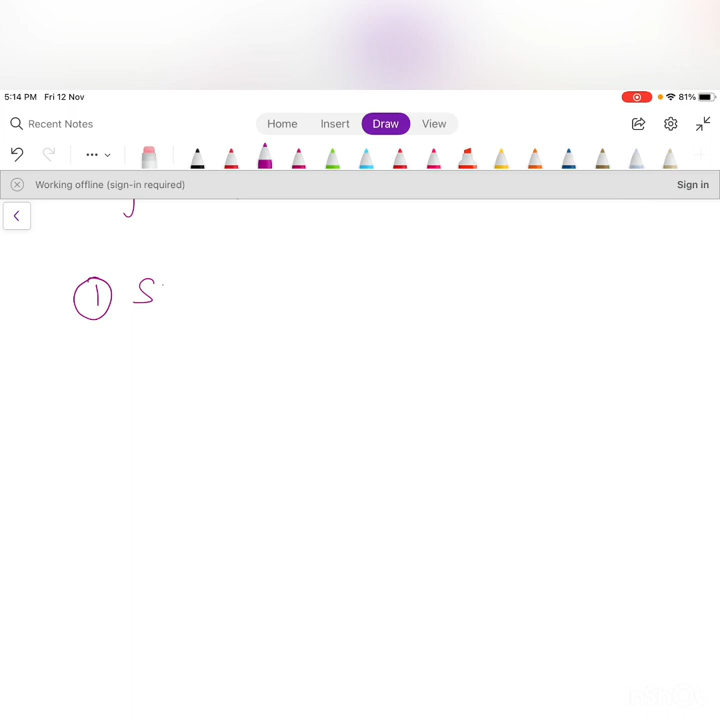 5:14 PM Fri 12 Nov 81%
Recent Notes Home Insert Draw View
Working offline (sign-in required) Sign in
1 S